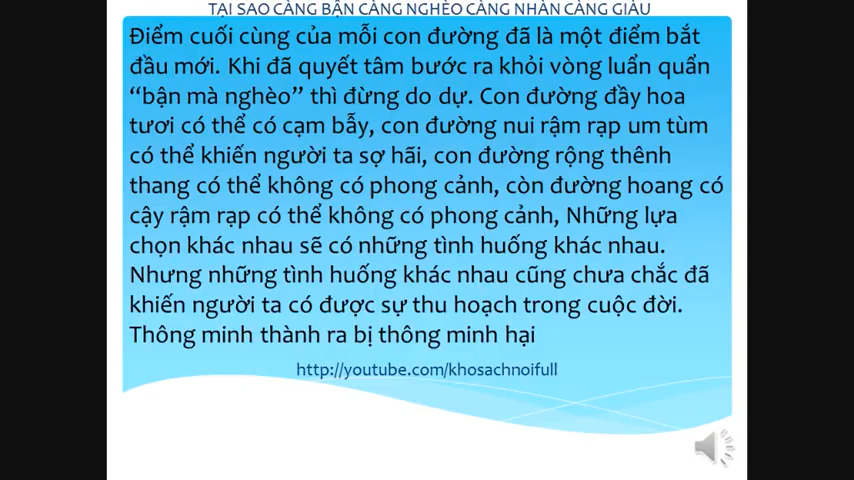 TẠI SAO CÀNG BẬN CÀNG NGHÈO CÀNG NHÀN CÀNG GIÀU
Điểm cuối cùng của mỗi con đường đã là một điểm bắt
đầu mới. Khi đã quyết tâm bước ra khỏi vòng luẩn quẩn
“bận mà nghèo” thì đừng do dự. Con đường đầy hoa
tươi có thể có cạm bẫy, con đường nui rậm rạp um tùm
có thể khiến người ta sợ hãi, con đường rộng thênh
thang có thể không có phong cảnh, còn đường hoang có
cậy rậm rạp có thể không có phong cảnh, Những lựa
chọn khác nhau sẽ có những tình huống khác nhau.
Nhưng những tình huống khác nhau cũng chưa chắc đã
khiến người ta có được sự thu hoạch trong cuộc đời.
Thông minh thành ra bị thông minh hại
http://youtube.com/khosachnoifull